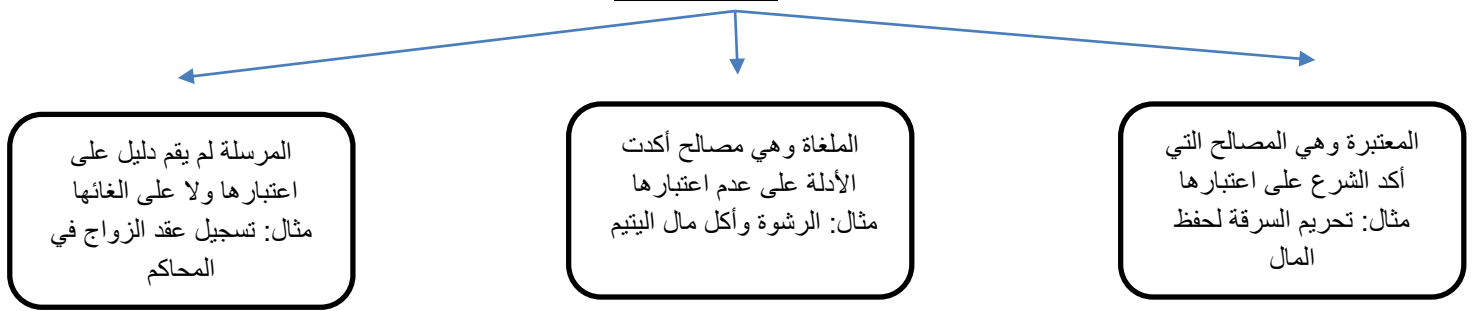 المعتبرة وهي المصالح التي
أكد الشرع على اعتبارها
مثال: تحريم السرقة لحفظ
المال
الملغاة وهي مصالح أكدت
الأدلة على عدم اعتبارها
مثال: الرشوة وأكل مال اليتيم
المرسلة لم يقم دليل على
اعتبارها ولا على الغائها
مثال: تسجيل عقد الزواج في
المحاكم